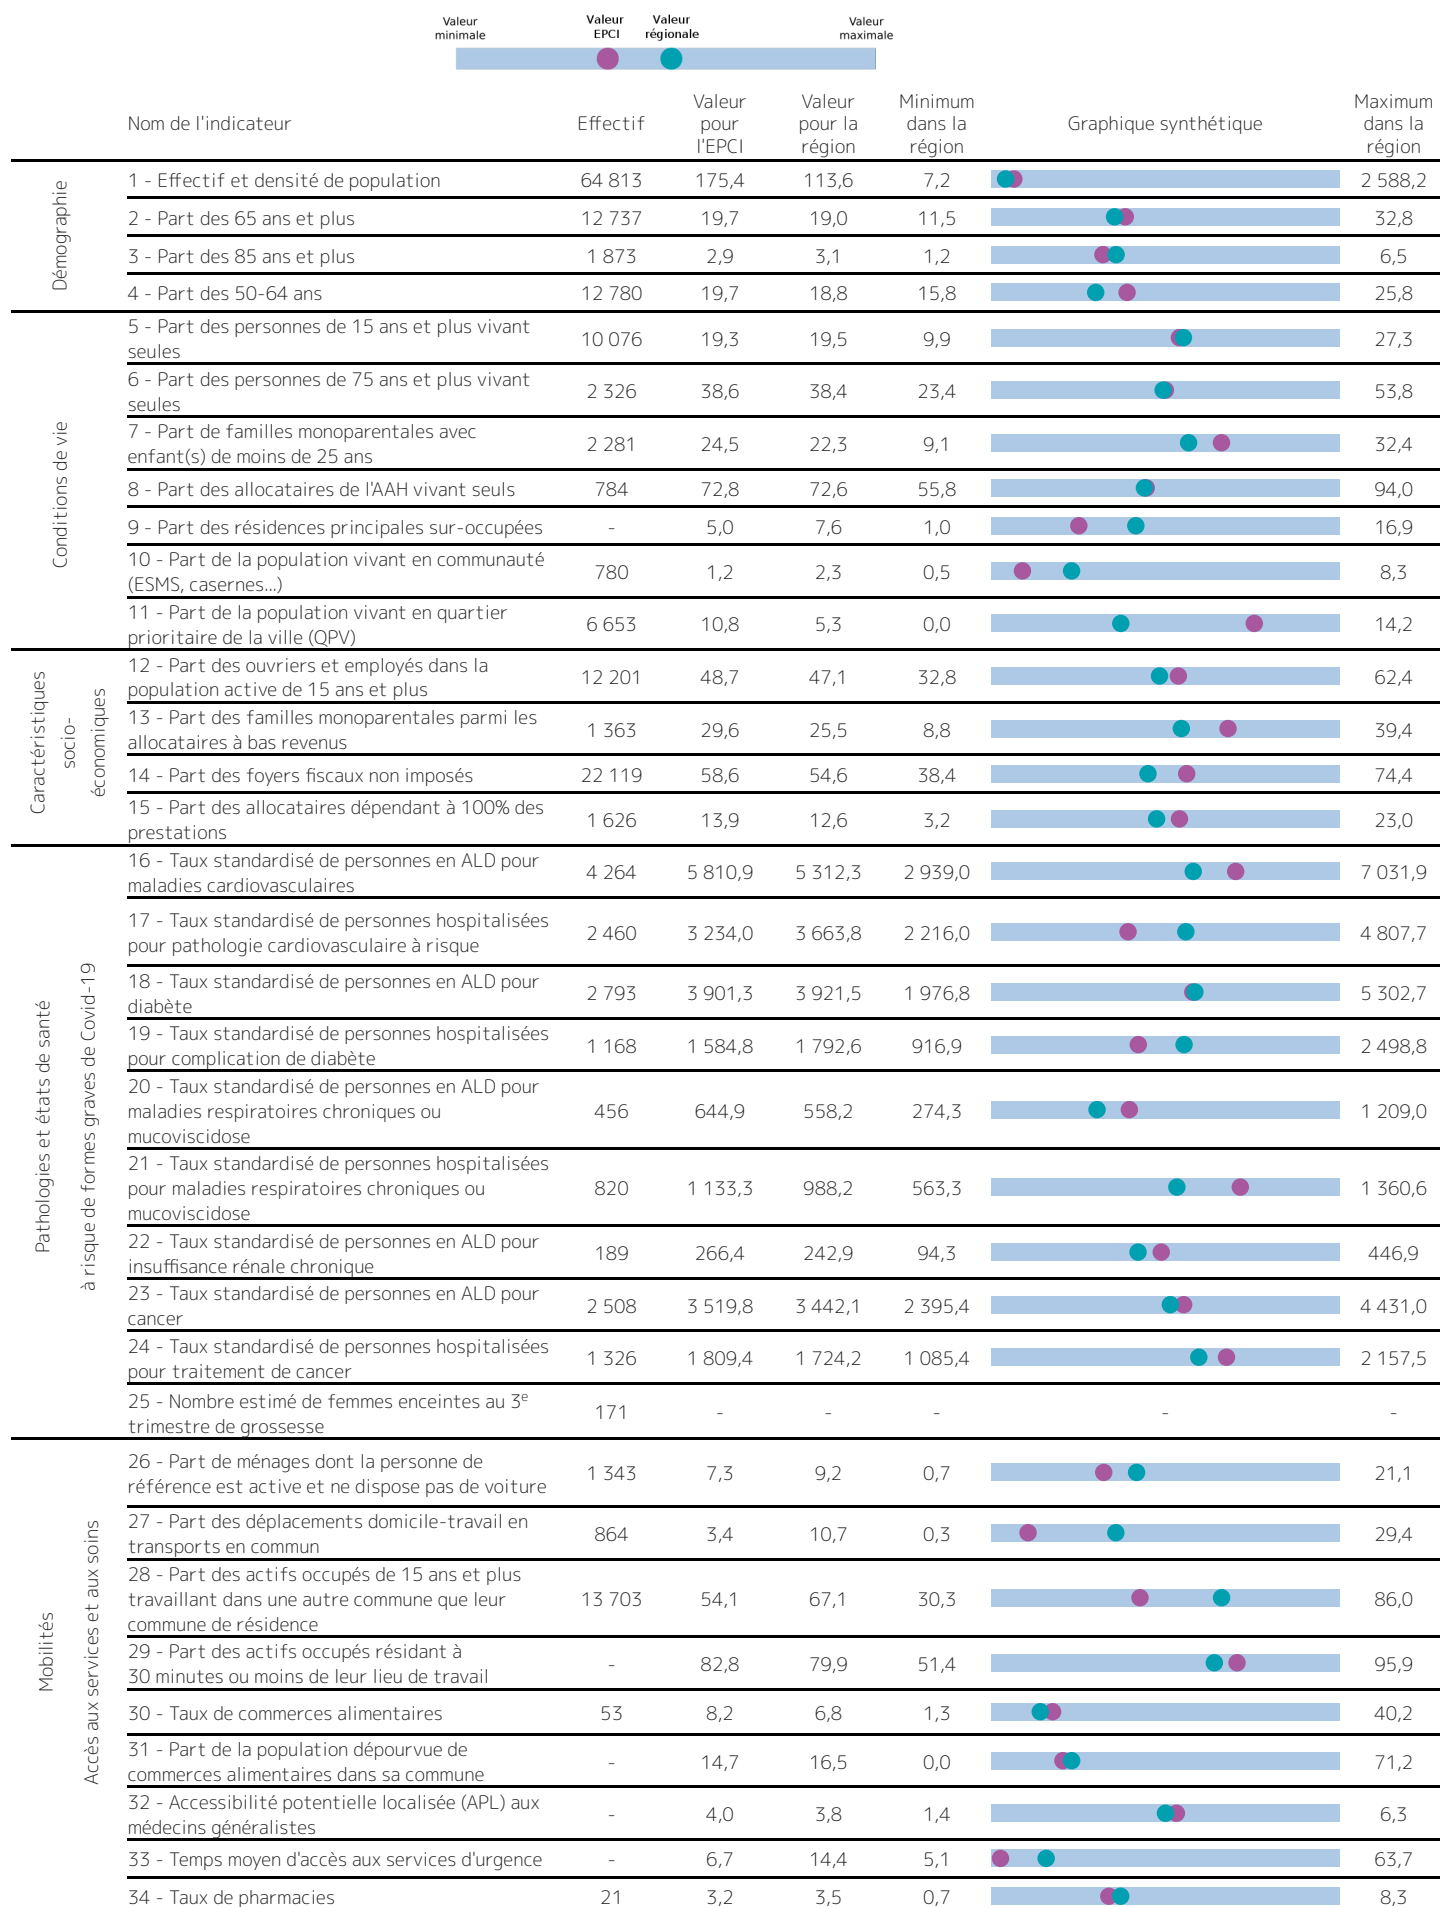 Valeur minimale
Valeur EPCI
Valeur régionale
Valeur maximale
Nom de l'indicateur
Effectif
Valeur pour l'EPCI
Valeur pour la région
Minimum dans la région
Graphique synthétique
Maximum dans la région
Démographie
1 - Effectif et densité de population 64 813 175,4 113,6 7,2 2 588,2
2 - Part des 65 ans et plus 12 737 19,7 19,0 11,5 32,8
3 - Part des 85 ans et plus 1 873 2,9 3,1 1,2 6,5
4 - Part des 50-64 ans 12 780 19,7 18,8 15,8 25,8
Conditions de vie
5 - Part des personnes de 15 ans et plus vivant
seules 10 076 19,3 19,5 9,9 27,3
6 - Part des personnes de 75 ans et plus vivant
seules 2 326 38,6 38,4 23,4 53,8
7 - Part de familles monoparentales avec
enfant(s) de moins de 25 ans 2 281 24,5 22,3 9,1 32,4
8 - Part des allocataires de l'AAH vivant seuls 784 72,8 72,6 55,8 94,0
9 - Part des résidences principales sur-occupées - 5,0 7,6 1,0 16,9
10 - Part de la population vivant en communauté
(ESMS, casernes...) 780 1,2 2,3 0,5 8,3
11 - Part de la population vivant en quartier
prioritaire de la ville (QPV) 6 653 10,8 5,3 0,0 14,2
Caractéristiques
socio-
économiques
12 - Part des ouvriers et employés dans la
population active de 15 ans et plus 12 201 48,7 47,1 32,8 62,4
13 - Part des familles monoparentales parmi les
allocataires à bas revenus 1 363 29,6 25,5 8,8 39,4
14 - Part des foyers fiscaux non imposés 22 119 58,6 54,6 38,4 74,4
15 - Part des allocataires dépendant à 100% des
prestations 1 626 13,9 12,6 3,2 23,0
Pathologies et états de santé
à risque de formes graves de Covid-19
16 - Taux standardisé de personnes en ALD pour
maladies cardiovasculaires 4 264 5 810,9 5 312,3 2 939,0 7 031,9
17 - Taux standardisé de personnes hospitalisées
pour pathologie cardiovasculaire à risque 2 460 3 234,0 3 663,8 2 216,0 4 807,7
18 - Taux standardisé de personnes en ALD pour
diabète 2 793 3 901,3 3 921,5 1 976,8 5 302,7
19 - Taux standardisé de personnes hospitalisées
pour complication de diabète 1 168 1 584,8 1 792,6 916,9 2 498,8
20 - Taux standardisé de personnes en ALD pour
maladies respiratoires chroniques ou 456 644,9 558,2 274,3 1 209,0
mucoviscidose
21 - Taux standardisé de personnes hospitalisées
pour maladies respiratoires chroniques ou 820 1 133,3 988,2 563,3 1 360,6
mucoviscidose
22 - Taux standardisé de personnes en ALD pour
insuffisance rénale chronique 189 266,4 242,9 94,3 446,9
23 - Taux standardisé de personnes en ALD pour
cancer 2 508 3 519,8 3 442,1 2 395,4 4 431,0
24 - Taux standardisé de personnes hospitalisées
pour traitement de cancer 1 326 1 809,4 1 724,2 1 085,4 2 157,5
25 - Nombre estimé de femmes enceintes au 3e
trimestre de grossesse 171 - - - - -
Mobilités
Accès aux services et aux soins
26 - Part de ménages dont la personne de
référence est active et ne dispose pas de voiture 1 343 7,3 9,2 0,7 21,1
27 - Part des déplacements domicile-travail en
transports en commun 864 3,4 10,7 0,3 29,4
28 - Part des actifs occupés de 15 ans et plus
travaillant dans une autre commune que leur 13 703 54,1 67,1 30,3 86,0
commune de résidence
29 - Part des actifs occupés résidant à
30 minutes ou moins de leur lieu de travail - 82,8 79,9 51,4 95,9
30 - Taux de commerces alimentaires 53 8,2 6,8 1,3 40,2
31 - Part de la population dépourvue de
commerces alimentaires dans sa commune - 14,7 16,5 0,0 71,2
32 - Accessibilité potentielle localisée (APL) aux
médecins généralistes - 4,0 3,8 1,4 6,3
33 - Temps moyen d'accès aux services d'urgence - 6,7 14,4 5,1 63,7
34 - Taux de pharmacies 21 3,2 3,5 0,7 8,3